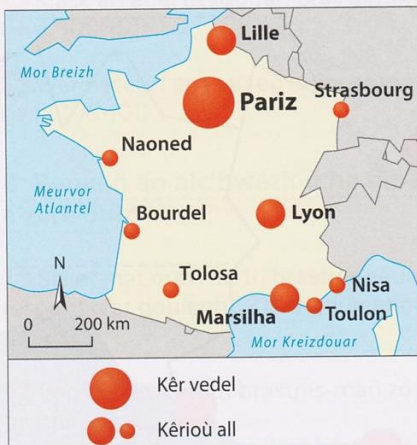 Lille
Mor Breizh
Pariz
Strasbourg
Naoned
Meurvor
Atlantel
Bourdel
Lyon
Tolosa
Nisa
N
Marsilha
Toulon
0 200 km
Mor Kreizdouar
Kêr vedel
Kêrioù all